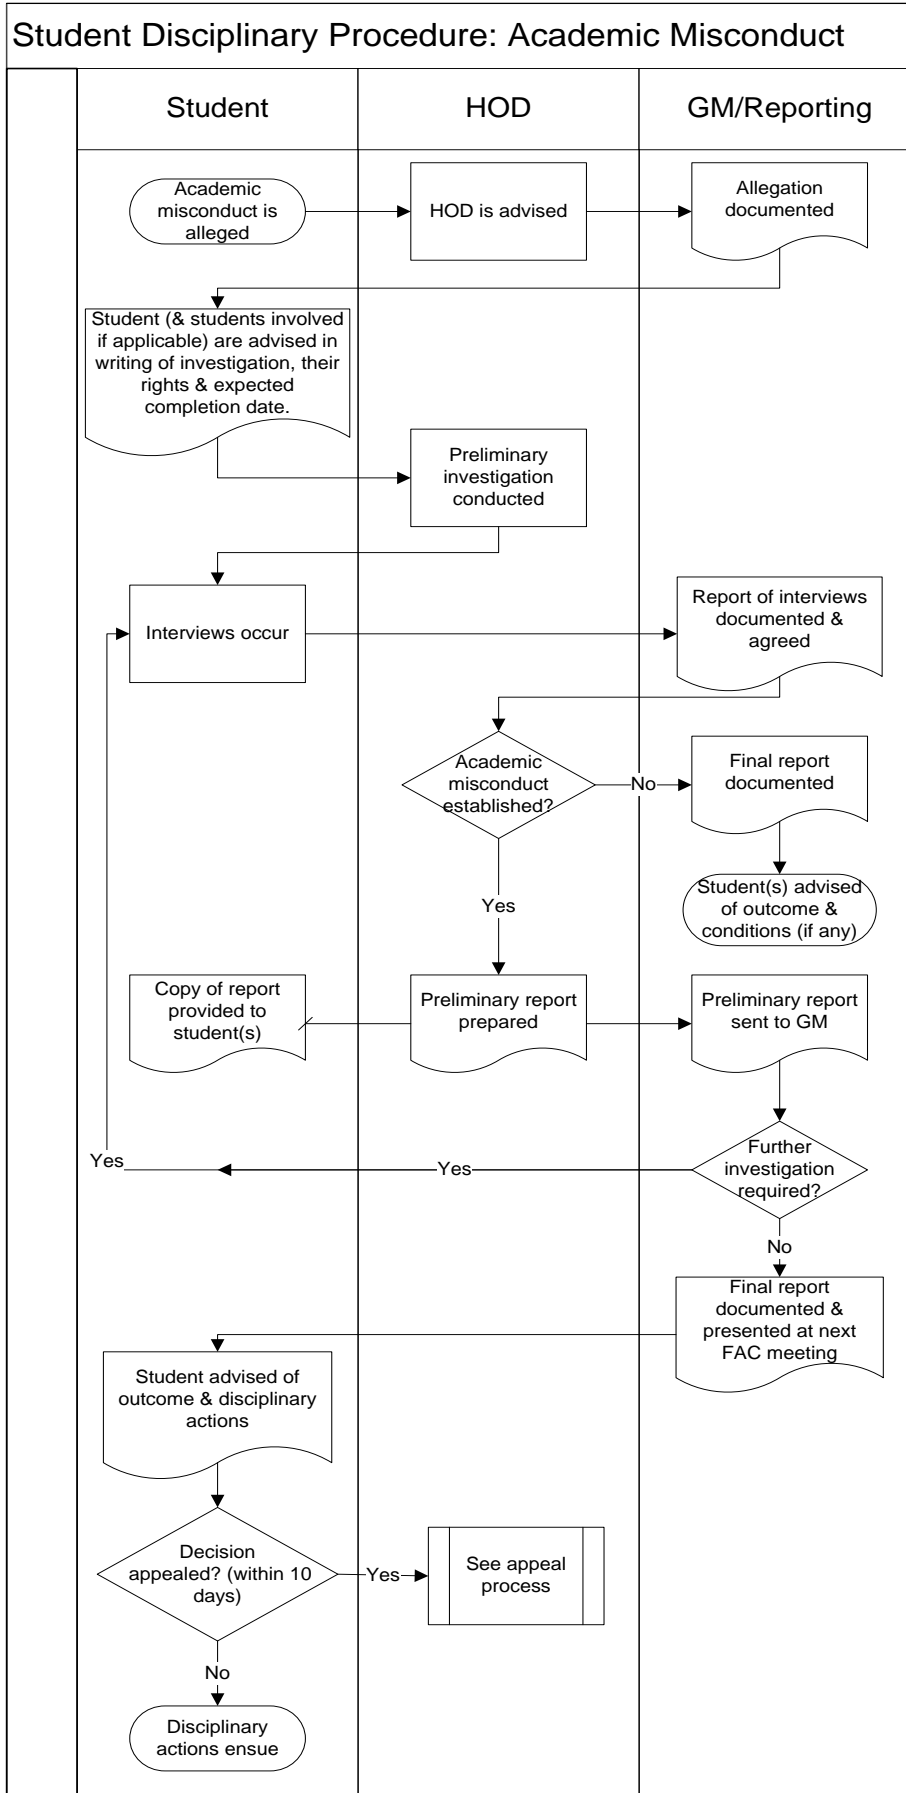 Student Disciplinary Procedure: Academic Misconduct
Student
HOD
GM/Reporting
Academic
misconduct is
alleged
HOD is advised
Allegation
documented
Student (& students involved
if applicable) are advised in
writing of investigation, their
rights & expected
completion date.
Preliminary
investigation
conducted
Interviews occur
Report of interviews
documented &
agreed
Academic
misconduct
established?
No
Final report
documented
Student(s) advised
of outcome &
conditions (if any)
Yes
Copy of report
provided to
student(s)
Preliminary report
prepared
Preliminary report
sent to GM
Further
investigation
required?
Yes
Yes
No
Final report
documented &
presented at next
FAC meeting
Student advised of
outcome & disciplinary
actions
Decision
appealed? (within 10
days)
Yes
See appeal
process
No
Disciplinary
actions ensue